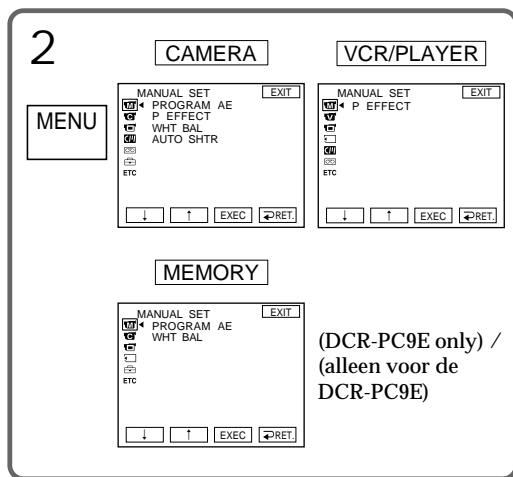 2
CAMERA
VCR/PLAYER
MENU
MANUAL SET EXIT
PROGRAM AE
P EFFECT
WHT BAL
AUTO SHTR
ETC
↓ ↑ EXEC RET.
MANUAL SET EXIT
P EFFECT
ETC
↓ ↑ EXEC RET.
MEMORY
MANUAL SET EXIT
PROGRAM AE
WHT BAL
ETC
↓ ↑ EXEC RET.
(DCR-PC9E only) /
(alleen voor de
DCR-PC9E)